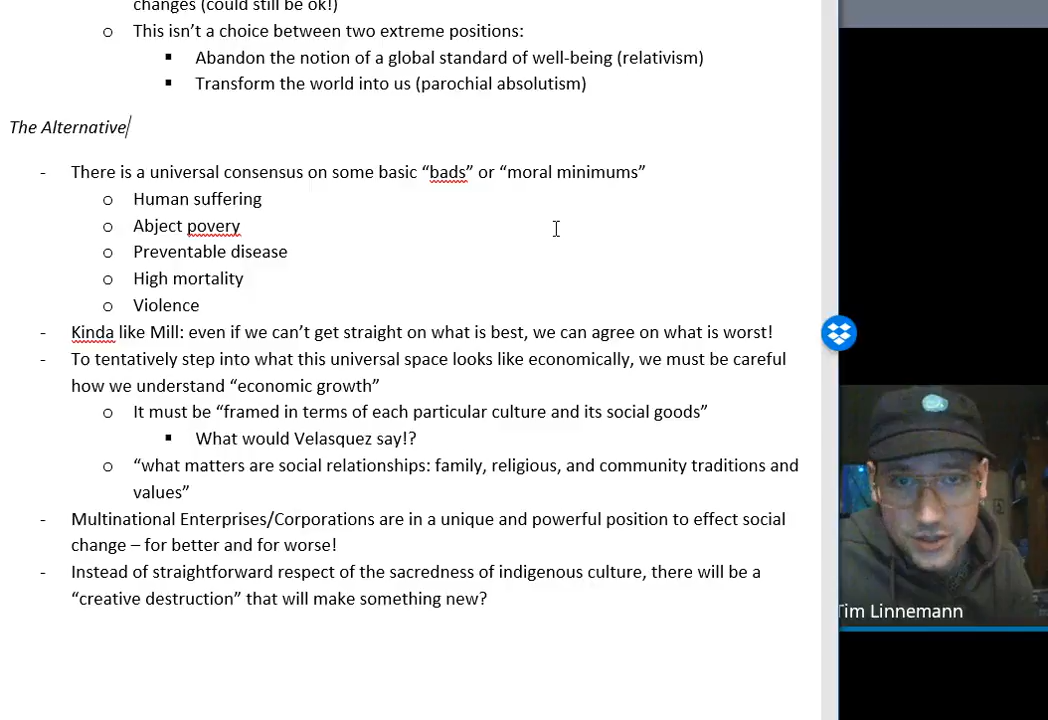 changes (could still be ok!)
o This isn’t a choice between two extreme positions:
▪ Abandon the notion of a global standard of well-being (relativism)
▪ Transform the world into us (parochial absolutism)
The Alternative
- There is a universal consensus on some basic “bads” or “moral minimums”
o Human suffering
o Abject povery
o Preventable disease
o High mortality
o Violence
- Kinda like Mill: even if we can’t get straight on what is best, we can agree on what is worst!
- To tentatively step into what this universal space looks like economically, we must be careful
how we understand “economic growth”
o It must be “framed in terms of each particular culture and its social goods”
▪ What would Velasquez say!?
o “what matters are social relationships: family, religious, and community traditions and
values”
- Multinational Enterprises/Corporations are in a unique and powerful position to effect social
change – for better and for worse!
- Instead of straightforward respect of the sacredness of indigenous culture, there will be a
“creative destruction” that will make something new?
Tim Linnemann